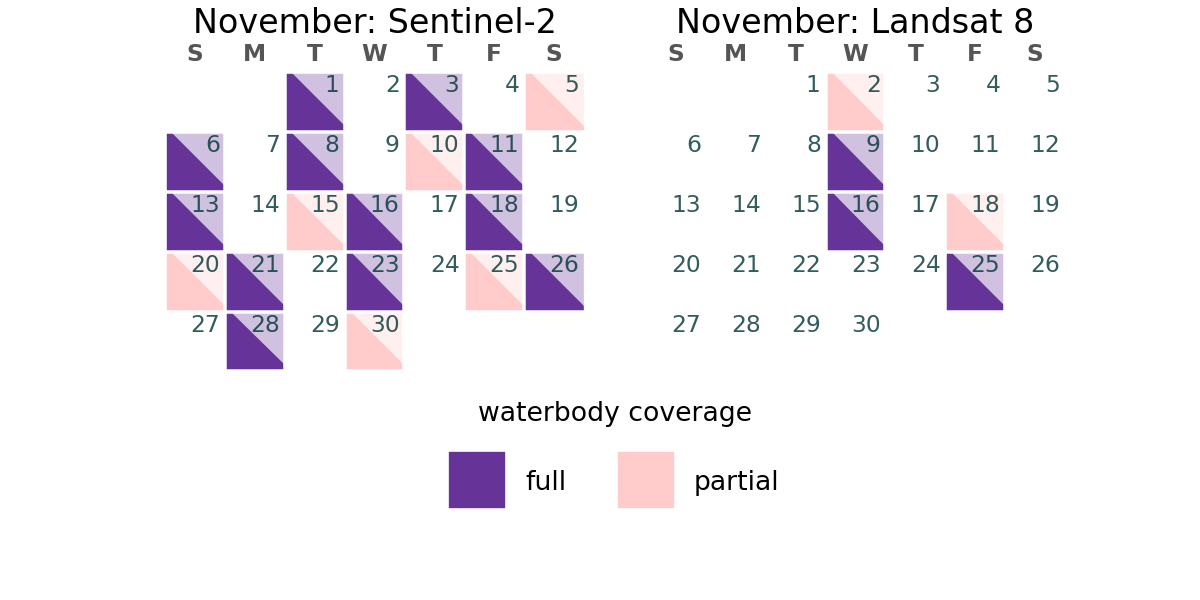 November: Sentinel-2
S M T W T F S
1 2 3 4 5
6 7 8 9 10 11 12
13 14 15 16 17 18 19
20 21 22 23 24 25 26
27 28 29 30
November: Landsat 8
S M T W T F S
1 2 3 4 5
6 7 8 9 10 11 12
13 14 15 16 17 18 19
20 21 22 23 24 25 26
27 28 29 30
waterbody coverage
full partial